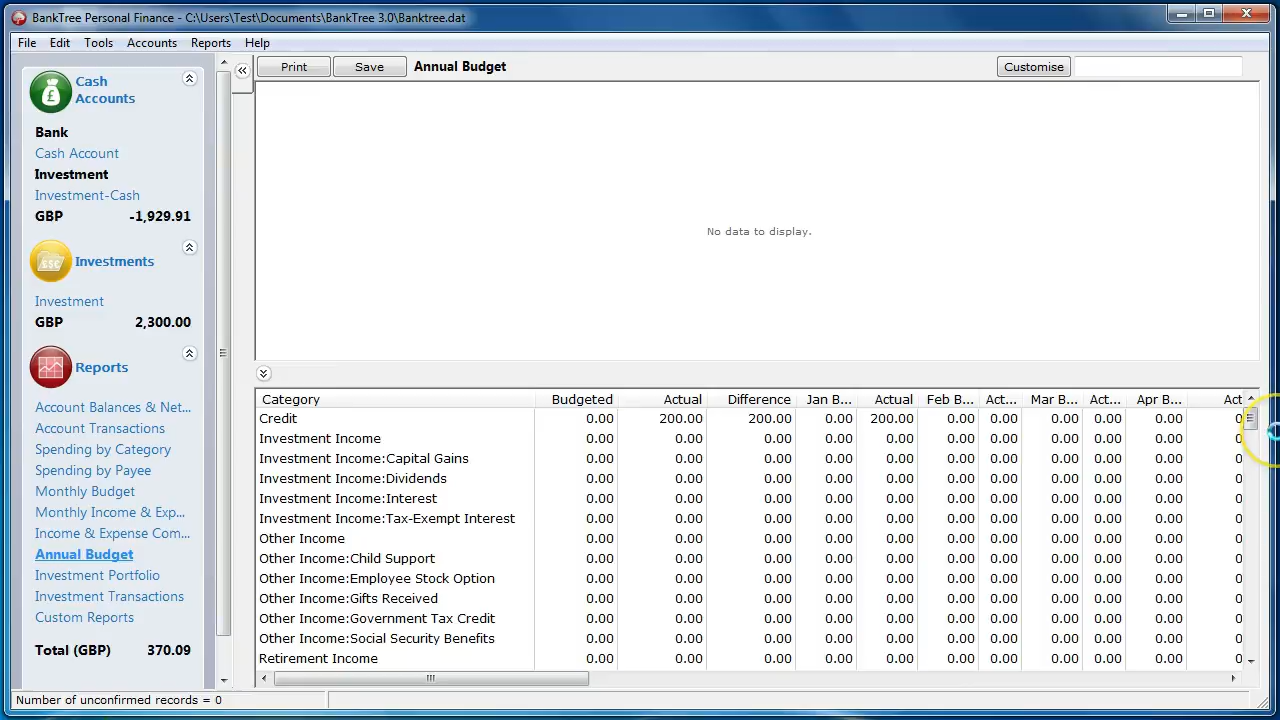 BankTree Personal Finance - C:\Users\Test\Documents\BankTree 3.0\Banktree.dat
File Edit Tools Accounts Reports Help
Cash
Accounts
Bank
Cash Account
Investment
Investment-Cash
GBP -1,929.91
Investments
Investment
GBP 2,300.00
Reports
Account Balances & Net...
Account Transactions
Spending by Category
Spending by Payee
Monthly Budget
Monthly Income & Exp...
Income & Expense Com...
Annual Budget
Investment Portfolio
Investment Transactions
Custom Reports
Total (GBP) 370.09
Print Save Annual Budget Customise
No data to display.
Category Budgeted Actual Difference Jan B... Actual Feb B... Act... Mar B... Act... Apr B... Act
Credit 0.00 200.00 200.00 0.00 200.00 0.00 0.00 0.00 0.00 0.00 0
Investment Income 0.00 0.00 0.00 0.00 0.00 0.00 0.00 0.00 0.00 0.00 0
Investment Income:Capital Gains 0.00 0.00 0.00 0.00 0.00 0.00 0.00 0.00 0.00 0.00 0
Investment Income:Dividends 0.00 0.00 0.00 0.00 0.00 0.00 0.00 0.00 0.00 0.00 0.
Investment Income:Interest 0.00 0.00 0.00 0.00 0.00 0.00 0.00 0.00 0.00 0.00 0.
Investment Income:Tax-Exempt Interest 0.00 0.00 0.00 0.00 0.00 0.00 0.00 0.00 0.00 0.00 0.
Other Income 0.00 0.00 0.00 0.00 0.00 0.00 0.00 0.00 0.00 0.00 0.
Other Income:Child Support 0.00 0.00 0.00 0.00 0.00 0.00 0.00 0.00 0.00 0.00 0.
Other Income:Employee Stock Option 0.00 0.00 0.00 0.00 0.00 0.00 0.00 0.00 0.00 0.00 0.
Other Income:Gifts Received 0.00 0.00 0.00 0.00 0.00 0.00 0.00 0.00 0.00 0.00 0.
Other Income:Government Tax Credit 0.00 0.00 0.00 0.00 0.00 0.00 0.00 0.00 0.00 0.00 0.
Other Income:Social Security Benefits 0.00 0.00 0.00 0.00 0.00 0.00 0.00 0.00 0.00 0.00 0.
Retirement Income 0.00 0.00 0.00 0.00 0.00 0.00 0.00 0.00 0.00 0.00 0.
Number of unconfirmed records = 0